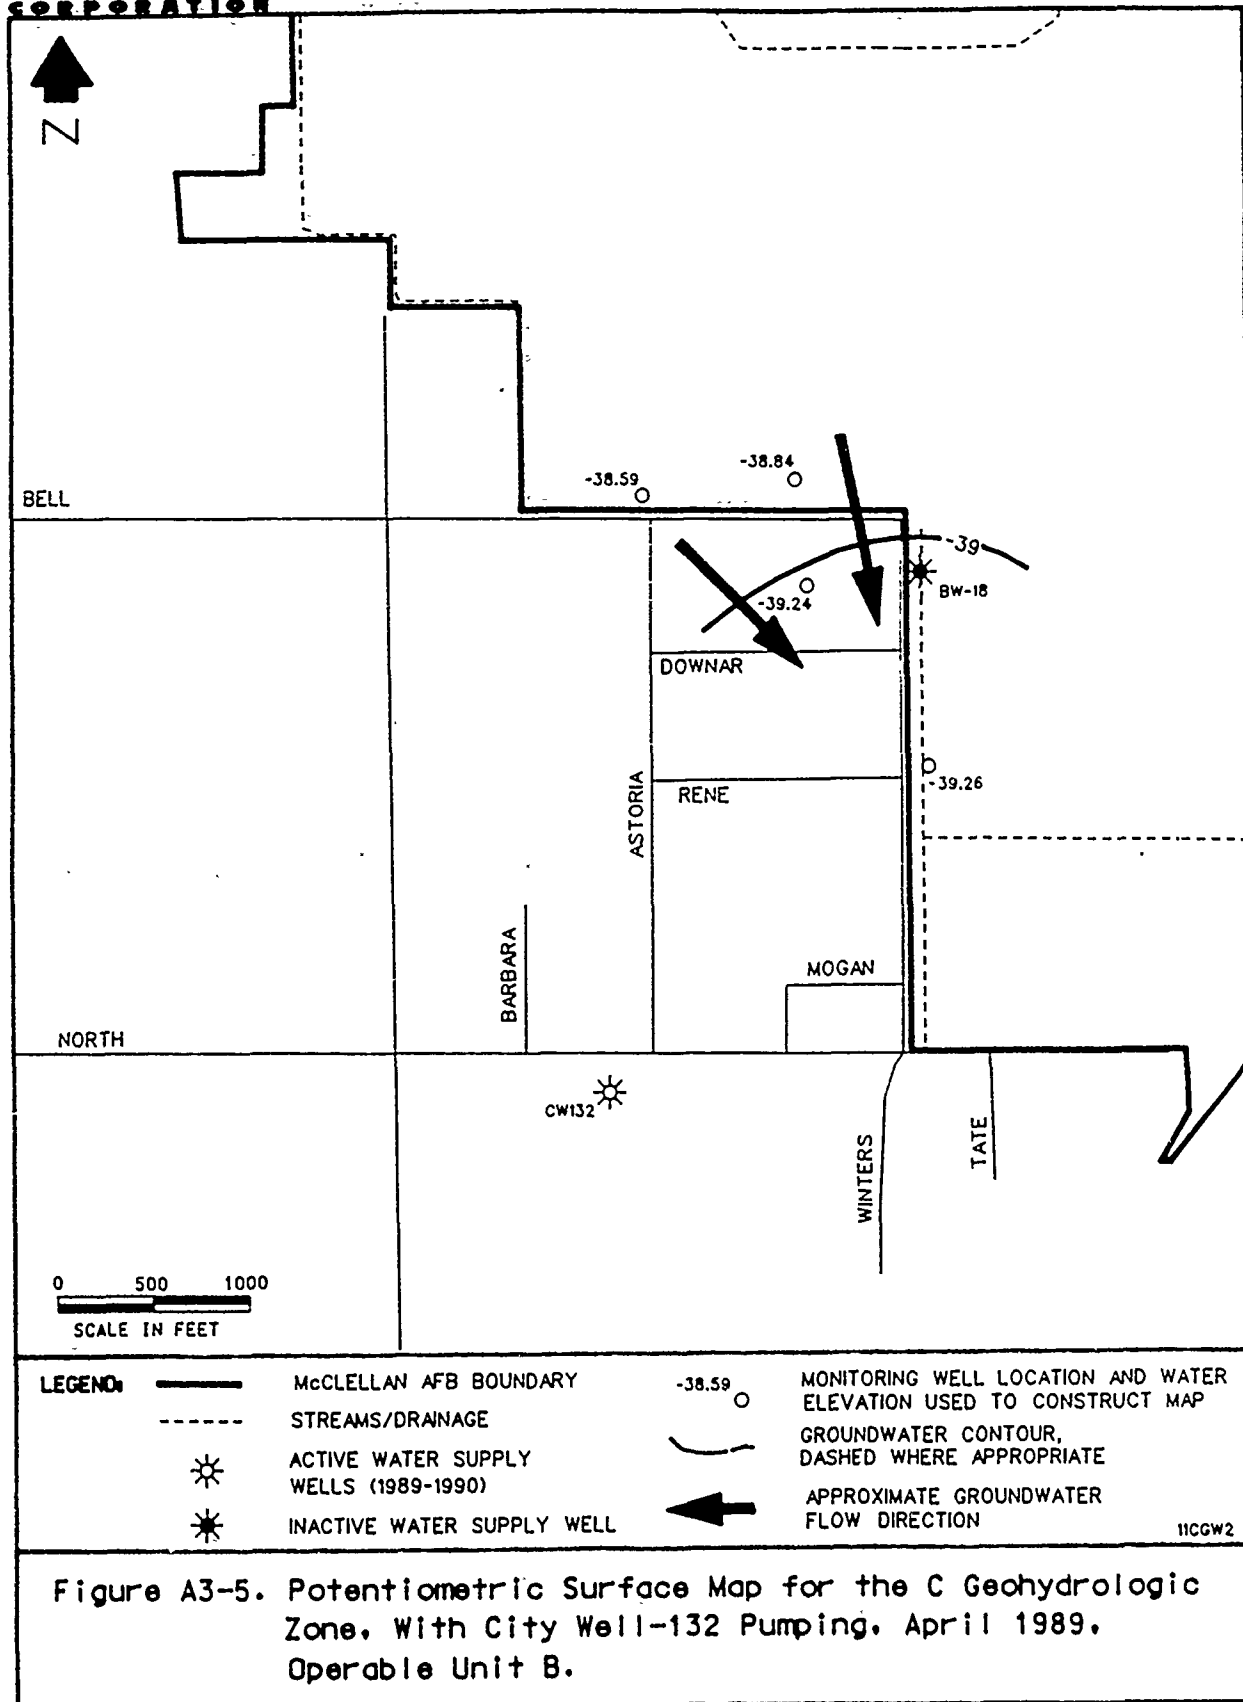 CORPORATION
N
-38.59
-38.84
BELL
-39
BW-18
-39.24
DOWNAR
-39.26
RENE
ASTORIA
BARBARA
MOGAN
NORTH
CW132
WINTERS
TATE
0 500 1000
SCALE IN FEET
LEGEND:
McCLELLAN AFB BOUNDARY
STREAMS/DRAINAGE
ACTIVE WATER SUPPLY
WELLS (1989-1990)
INACTIVE WATER SUPPLY WELL
-38.59
MONITORING WELL LOCATION AND WATER
ELEVATION USED TO CONSTRUCT MAP
GROUNDWATER CONTOUR,
DASHED WHERE APPROPRIATE
APPROXIMATE GROUNDWATER
FLOW DIRECTION
11CGW2
Figure A3-5. Potentiometric Surface Map for the C Geohydrologic
Zone, With City Well-132 Pumping, April 1989,
Operable Unit B.